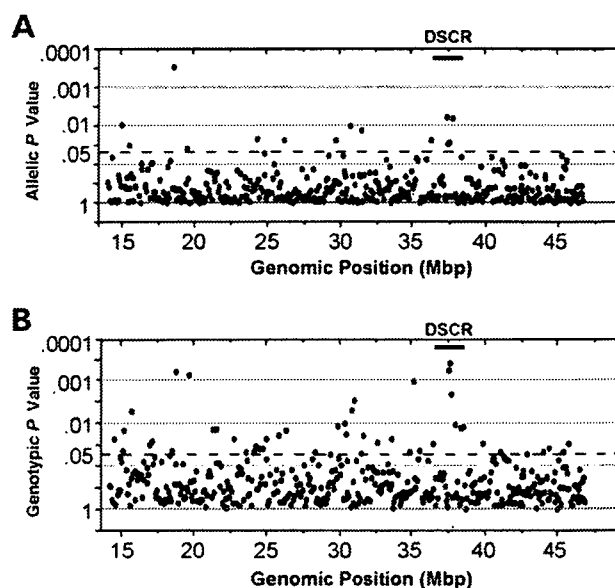 A
DSCR
.0001
.001
.01
.05
1
Allelic P Value
15 20 25 30 35 40 45
Genomic Position (Mbp)
B
DSCR
.0001
.001
.01
.05
1
Genotypic P Value
15 20 25 30 35 40 45
Genomic Position (Mbp)